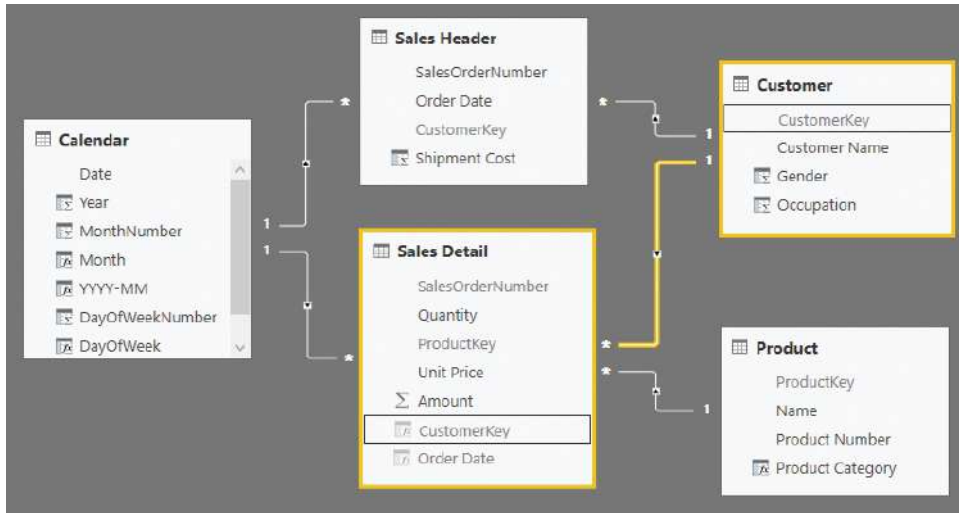 Sales Header
SalesOrderNumber
Order Date
CustomerKey
Shipment Cost
Customer
CustomerKey
Customer Name
Gender
Occupation
Calendar
Date
Year
MonthNumber
Month
YYYY-MM
DayOfWeekNumber
DayOfWeek
Sales Detail
SalesOrderNumber
Quantity
ProductKey
Unit Price
Σ Amount
CustomerKey
Order Date
Product
ProductKey
Name
Product Number
Product Category
*
*
1
1
1
1
*
*
*
1